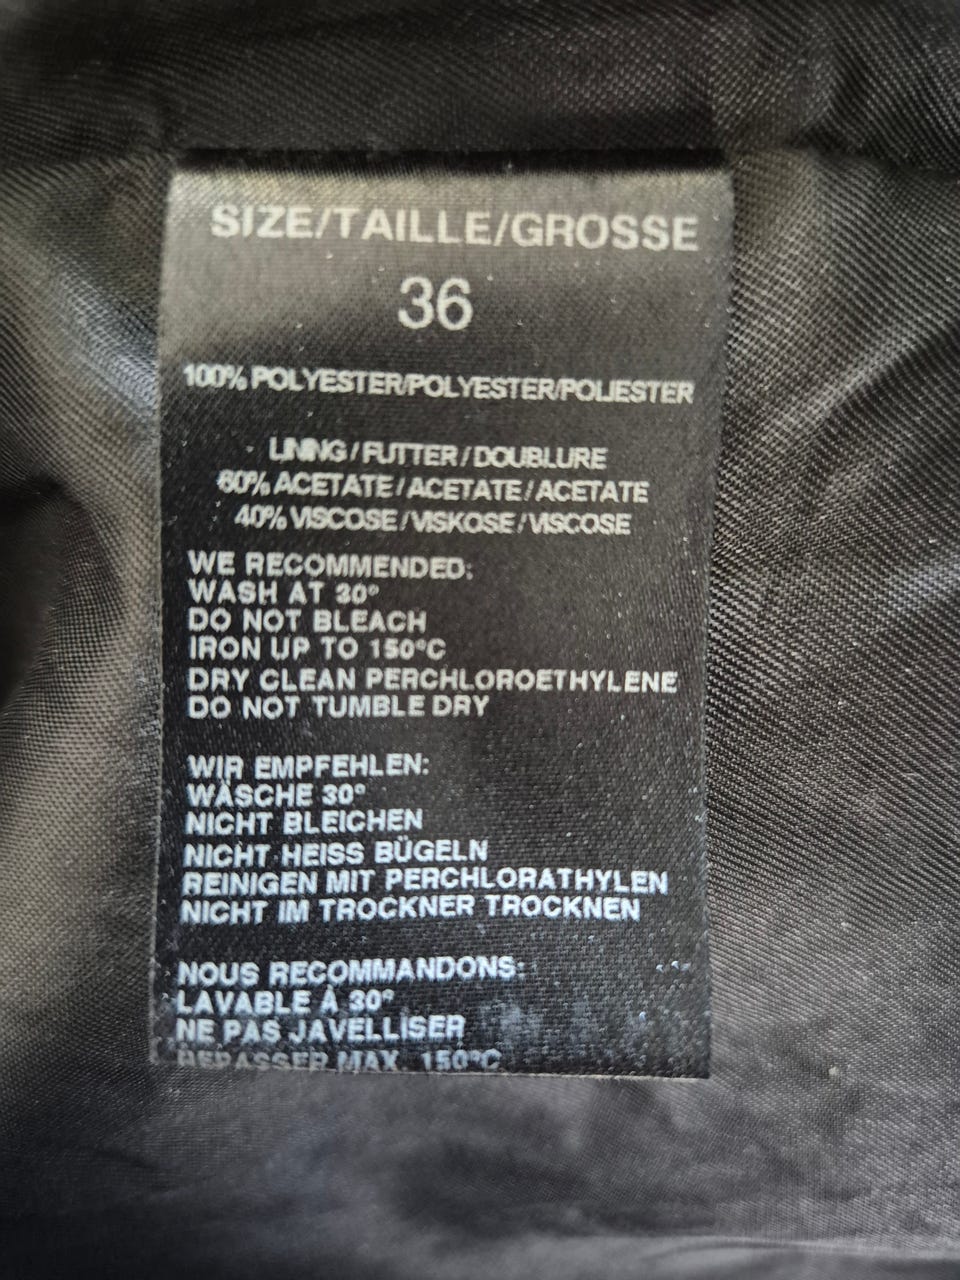 SIZE/TAILLE/GROSSE
36
100% POLYESTER/POLYESTER/POLIESTER
LINING / FUTTER / DOUBLURE
60% ACETATE / ACETATE / ACETATE
40% VISCOSE / VISKOSE / VISCOSE
WE RECOMMENDED:
WASH AT 30°
DO NOT BLEACH
IRON UP TO 150°C
DRY CLEAN PERCHLOROETHYLENE
DO NOT TUMBLE DRY
WIR EMPFEHLEN:
WÄSCHE 30°
NICHT BLEICHEN
NICHT HEISS BÜGELN
REINIGEN MIT PERCHLORATHYLEN
NICHT IM TROCKNER TROCKNEN
NOUS RECOMMANDONS:
LAVABLE À 30°
NE PAS JAVELLISER
REPASSER MAX. 150°C